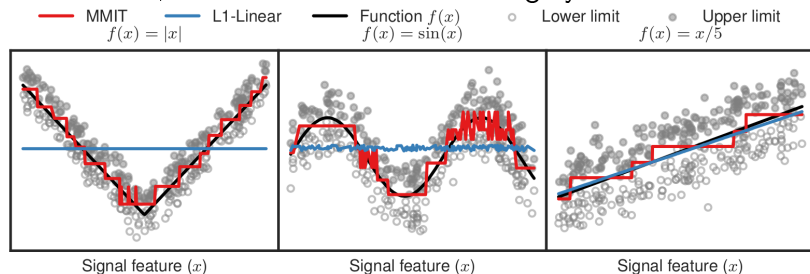 MMIT L1-Linear Function f(x) Lower limit Upper limit
f(x) = |x| f(x) = sin(x) f(x) = x/5
Signal feature (x) Signal feature (x) Signal feature (x)